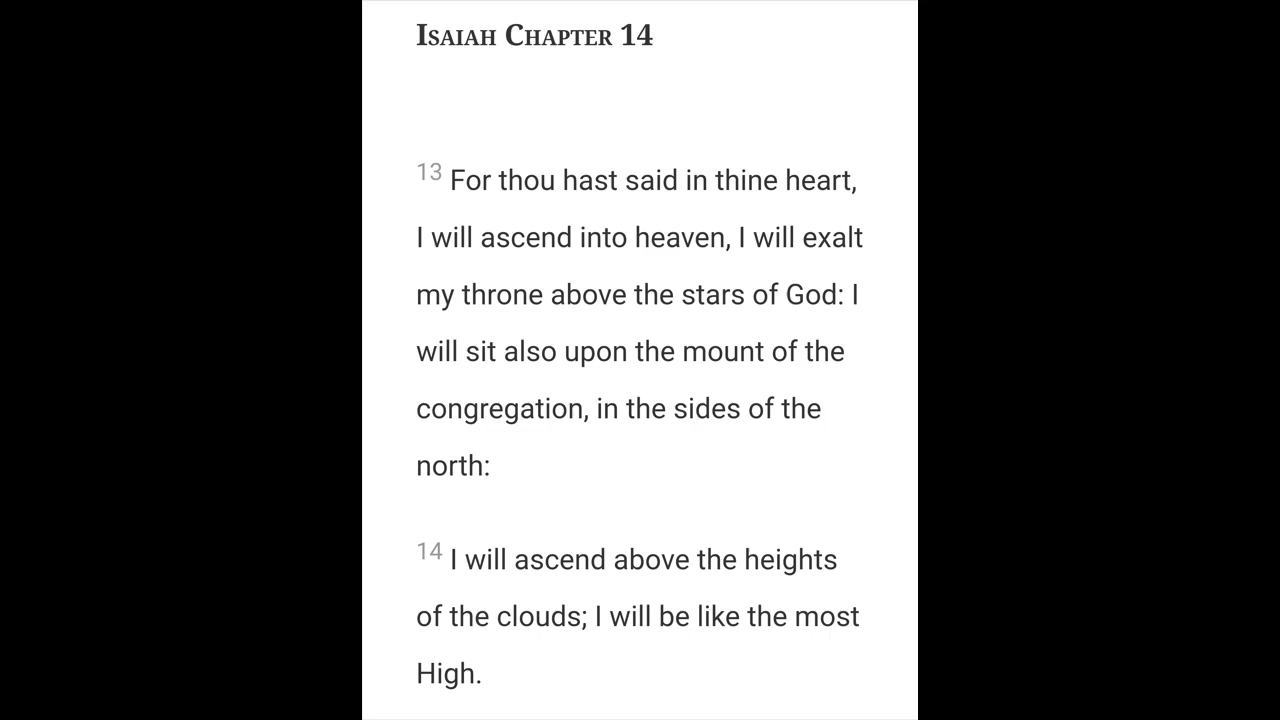 Isaiah Chapter 14
13 For thou hast said in thine heart,
I will ascend into heaven, I will exalt
my throne above the stars of God: I
will sit also upon the mount of the
congregation, in the sides of the
north:
14 I will ascend above the heights
of the clouds; I will be like the most
High.